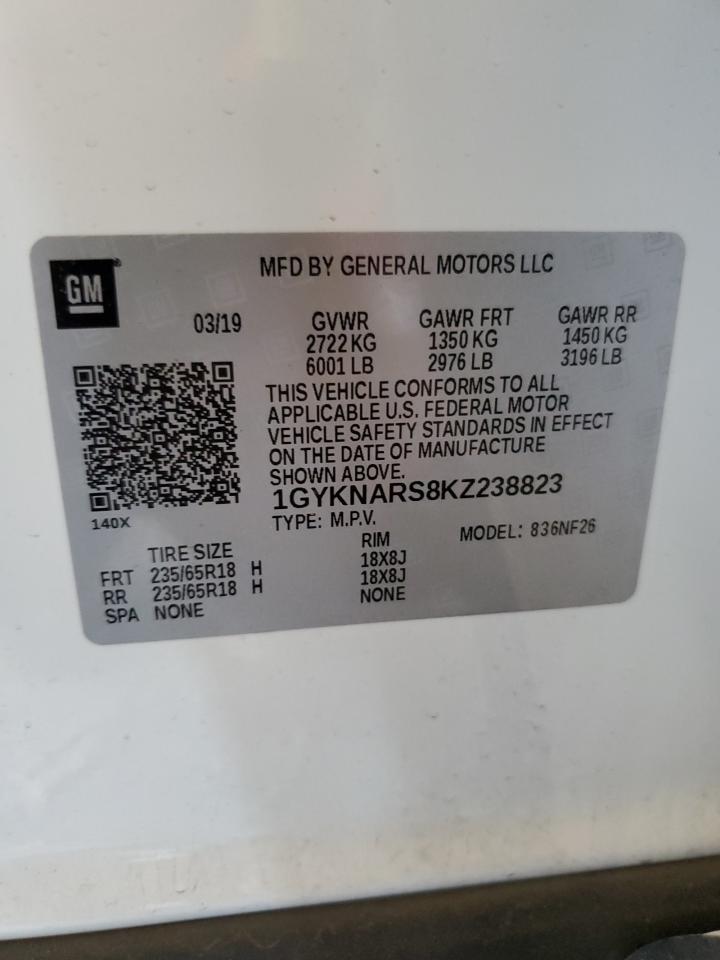 GM
MFD BY GENERAL MOTORS LLC
03/19 GVWR GAWR FRT GAWR RR
2722 KG 1350 KG 1450 KG
6001 LB 2976 LB 3196 LB
THIS VEHICLE CONFORMS TO ALL
APPLICABLE U.S. FEDERAL MOTOR
VEHICLE SAFETY STANDARDS IN EFFECT
ON THE DATE OF MANUFACTURE
SHOWN ABOVE.
1GYKNARS8KZ238823
140X
TYPE: M.P.V. MODEL: 836NF26
TIRE SIZE RIM
FRT 235/65R18 H 18X8J
RR 235/65R18 H 18X8J
SPA NONE NONE